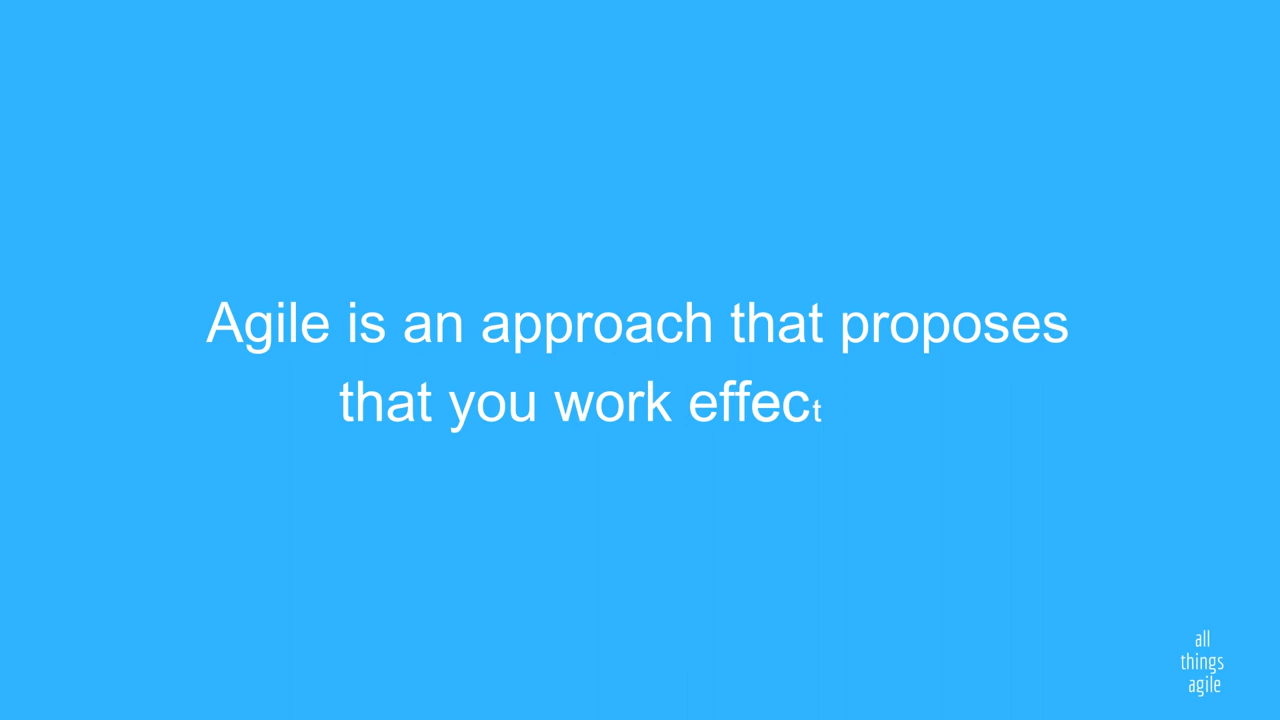 Agile is an approach that proposes
that you work effect
all
things
agile